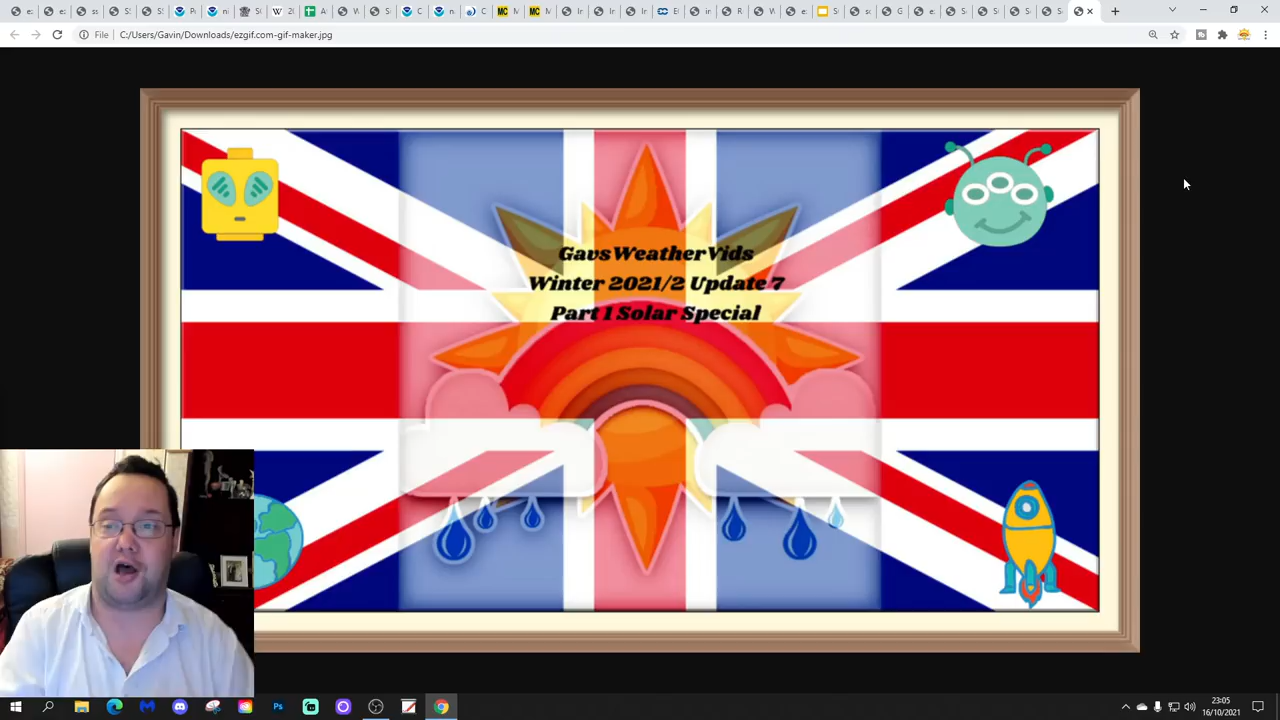 File
C:/Users/Gavin/Downloads/ezgif.com-gif-maker.jpg
GavsWeatherVids
Winter 2021/2 Update 7
Part 1 Solar Special
23:05
16/10/2021